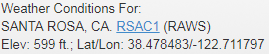 Weather Conditions For:
SANTA ROSA, CA. RSAC1 (RAWS)
Elev: 599 ft.; Lat/Lon: 38.478483/-122.711797